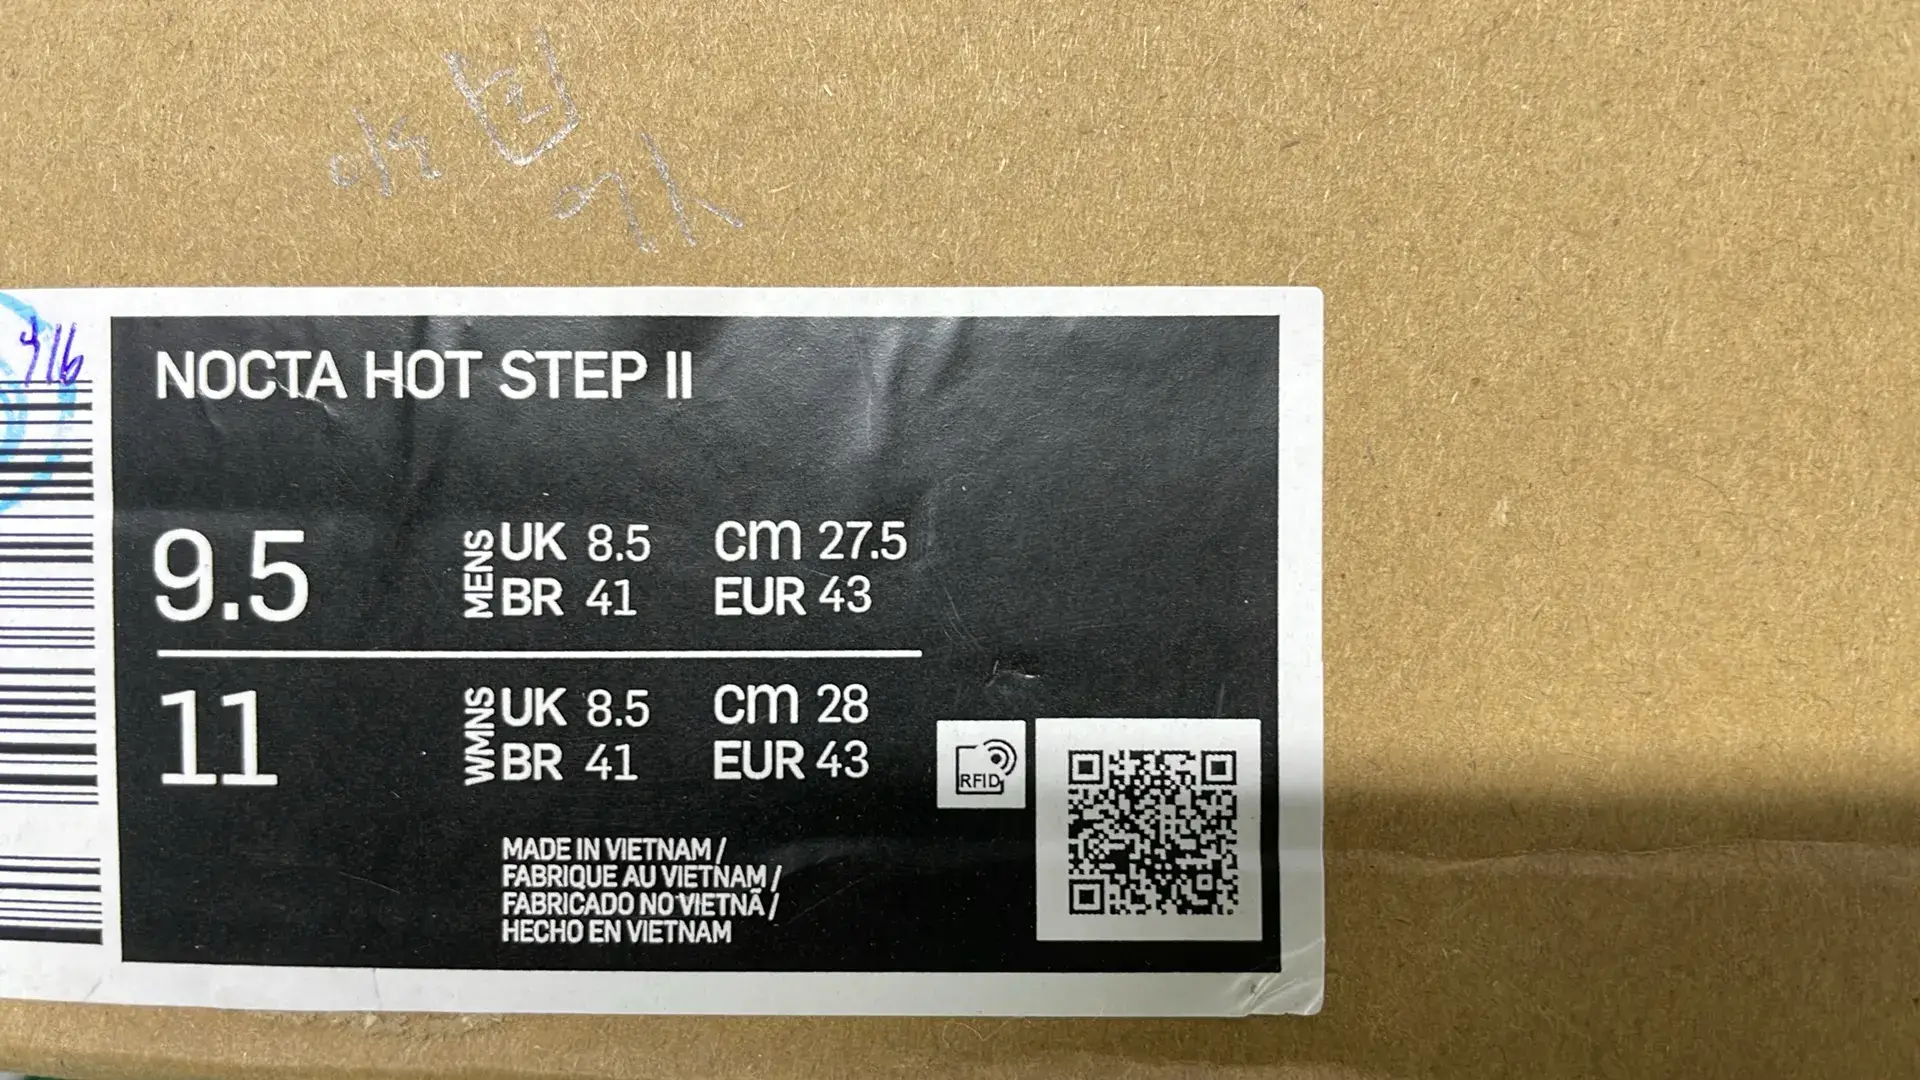 916
NOCTA HOT STEP II
9.5
MENS
UK 8.5 CM 27.5
BR 41 EUR 43
11
WMNS
UK 8.5 CM 28
BR 41 EUR 43
RFID
MADE IN VIETNAM /
FABRIQUE AU VIETNAM /
FABRICADO NO VIETNÃ /
HECHO EN VIETNAM